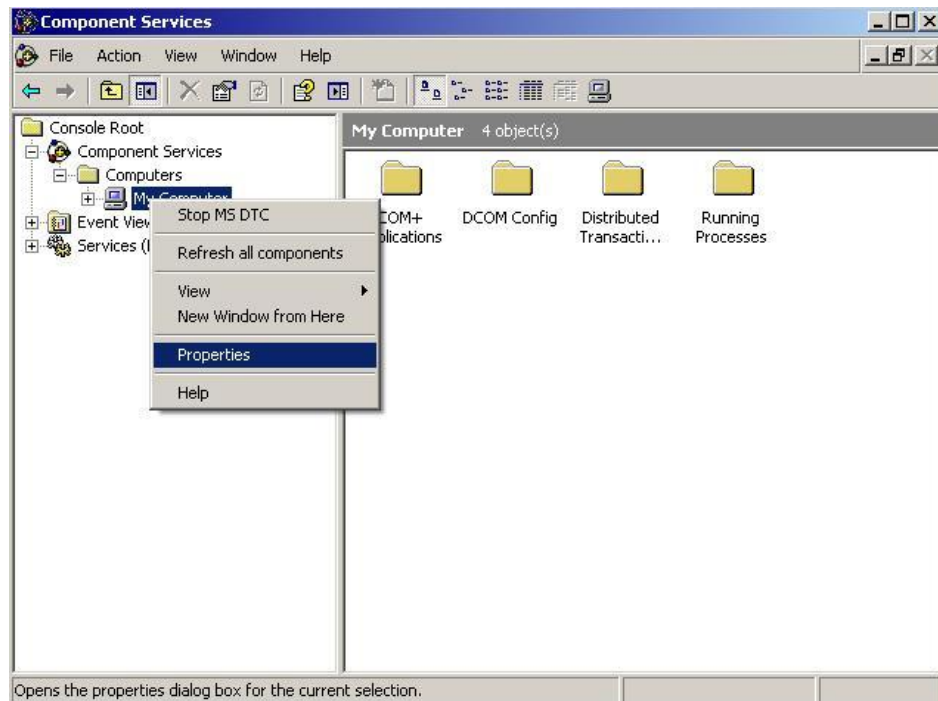 Component Services
File Action View Window Help
Console Root
Component Services
Computers
My Computer
Event View
Services (
My Computer 4 object(s)
COM+
plications
DCOM Config
Distributed
Transacti...
Running
Processes
Stop MS DTC
Refresh all components
View
New Window from Here
Properties
Help
Opens the properties dialog box for the current selection.